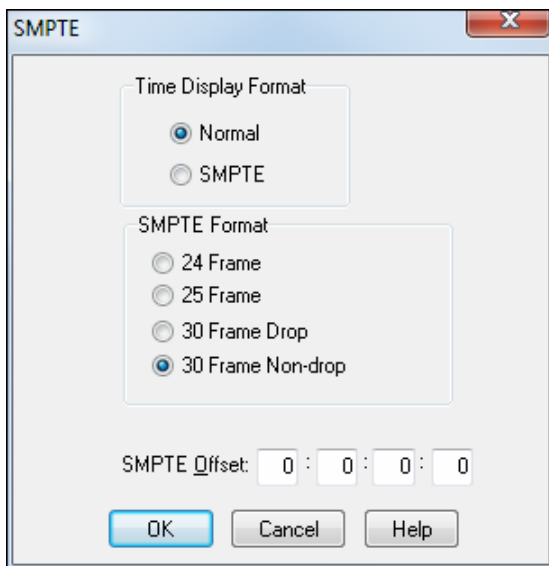 SMPTE
Time Display Format
Normal
SMPTE
SMPTE Format
24 Frame
25 Frame
30 Frame Drop
30 Frame Non-drop
SMPTE Offset: 0 : 0 : 0 : 0
OK Cancel Help